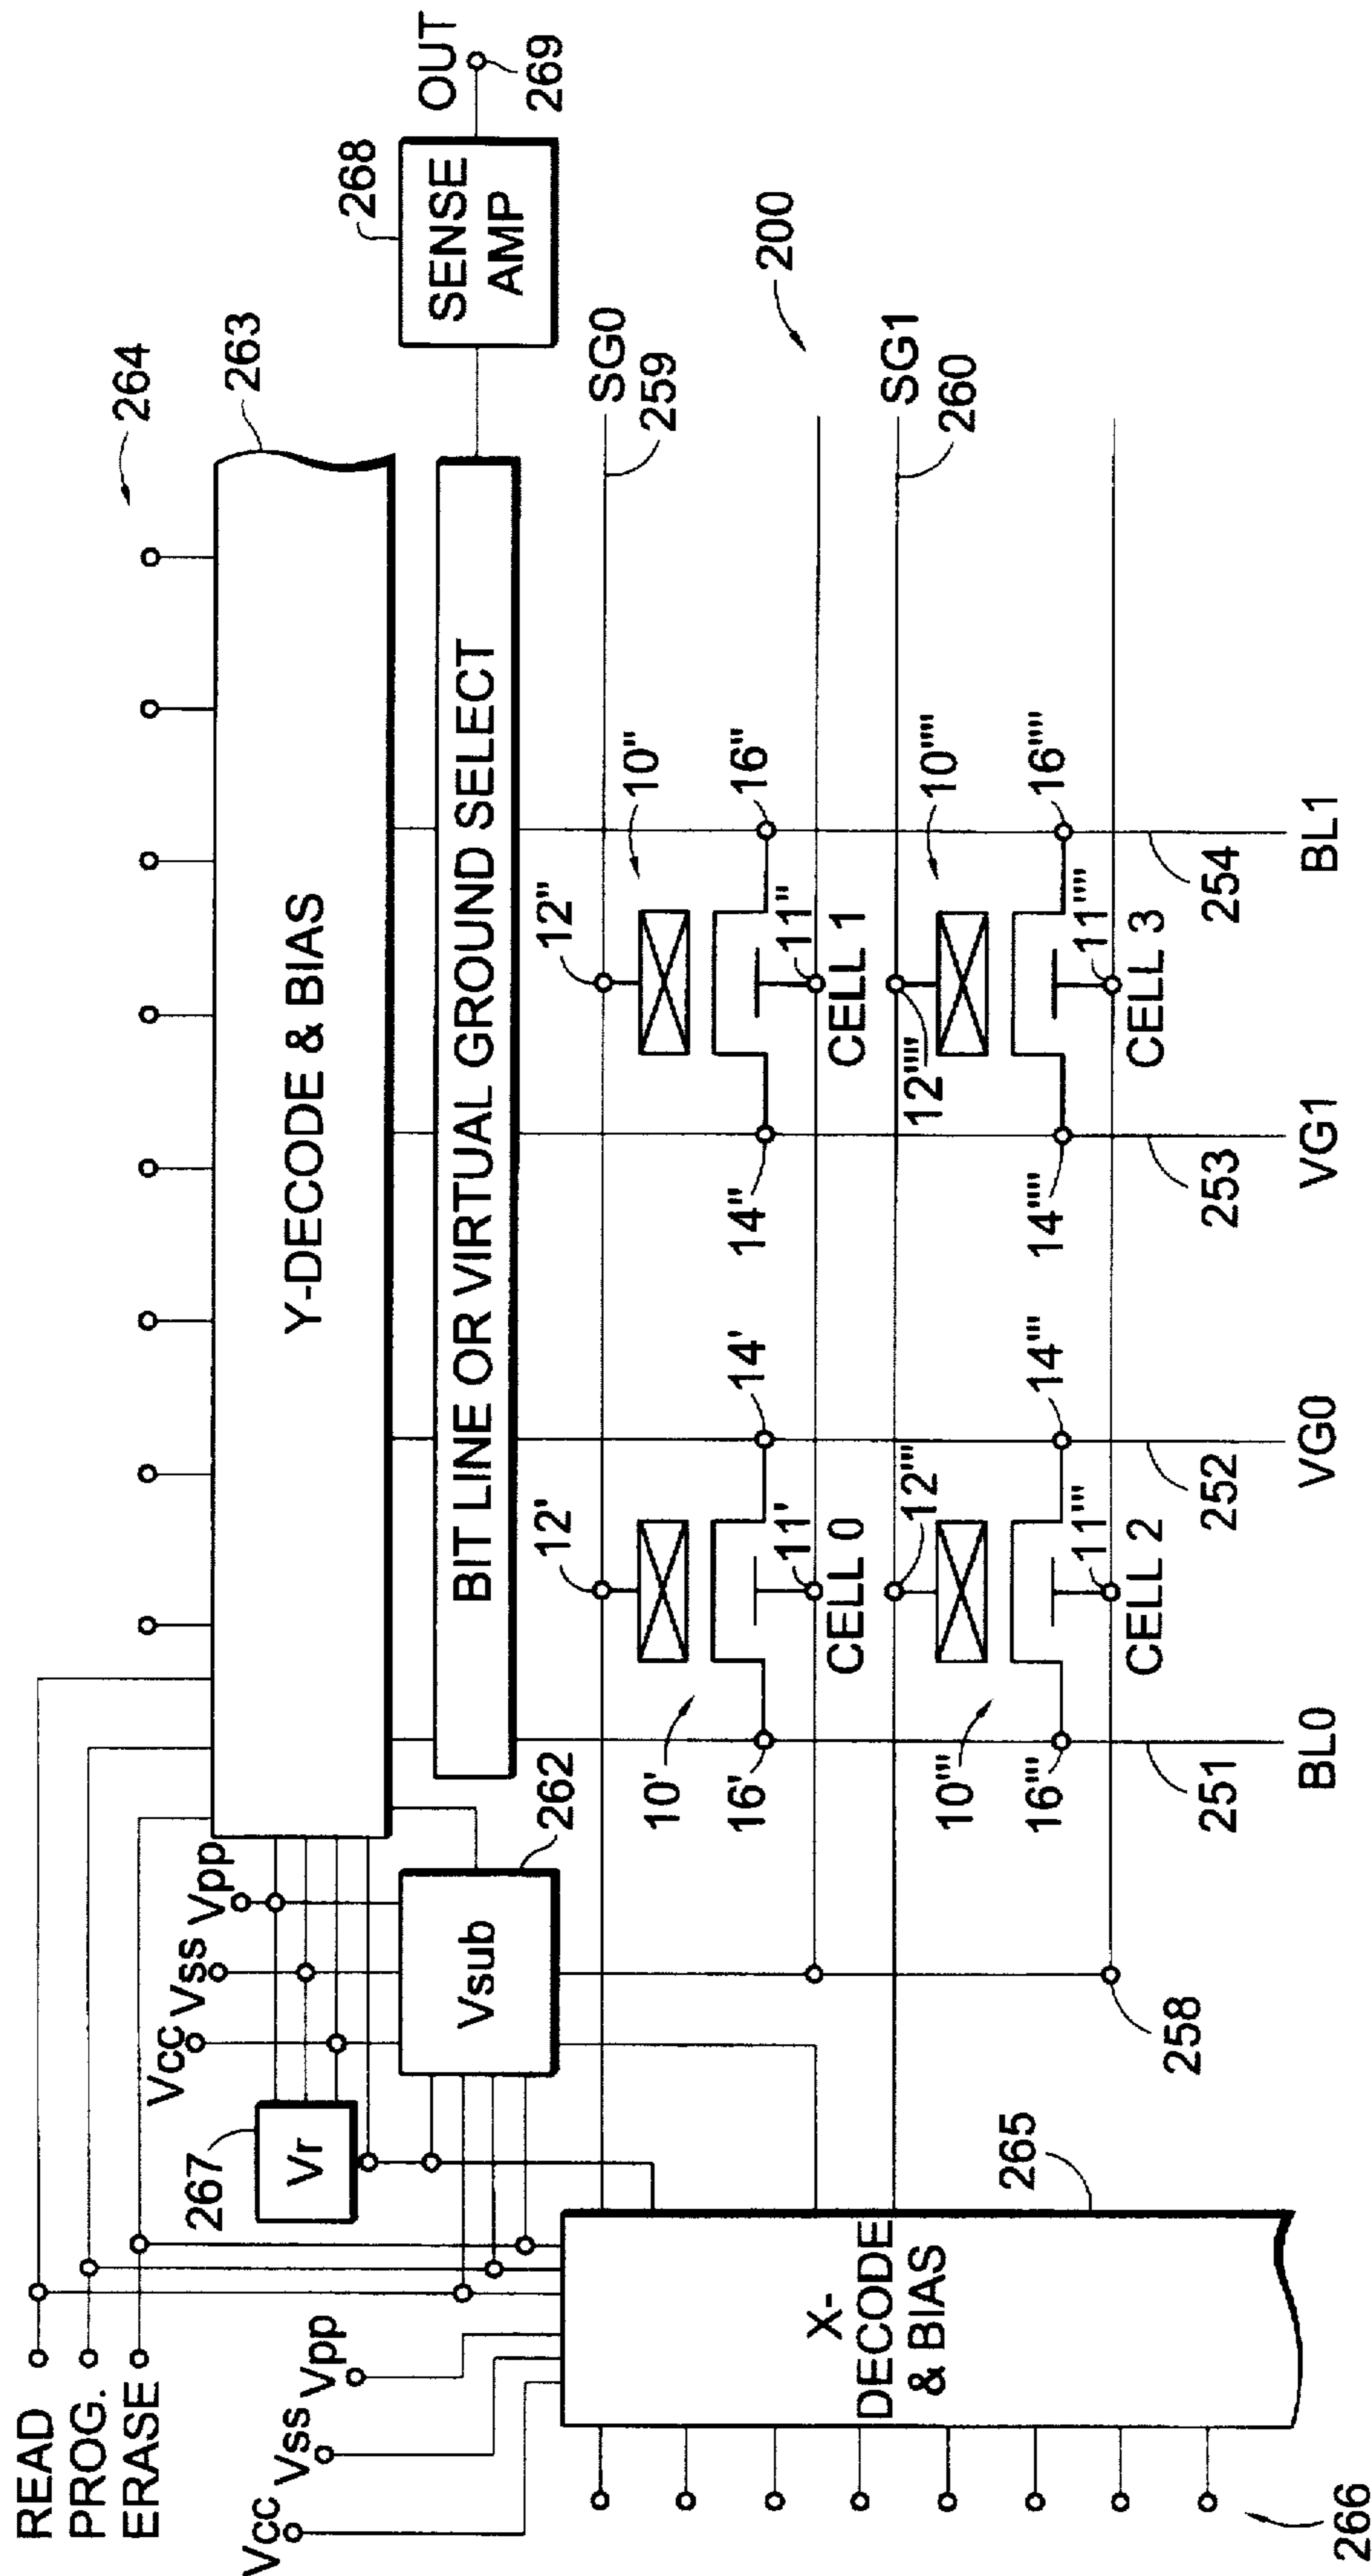 READ
PROG.
ERASE
264
263
Y-DECODE & BIAS
Vcc Vss Vpp
267
Vr
Vsub
262
BIT LINE OR VIRTUAL GROUND SELECT
268
SENSE
AMP
OUT
269
Vcc Vss Vpp
SG0
259
12'
12"
10'
10"
16'
14'
14"
16"
11'
11"
CELL 0
CELL 1
200
X-
DECODE
& BIAS
265
SG1
260
12'''
12''''
10'''
10''''
16'''
14'''
14''''
16''''
11'''
11''''
CELL 2
CELL 3
258
266
251
252
253
254
BL0
VG0
VG1
BL1